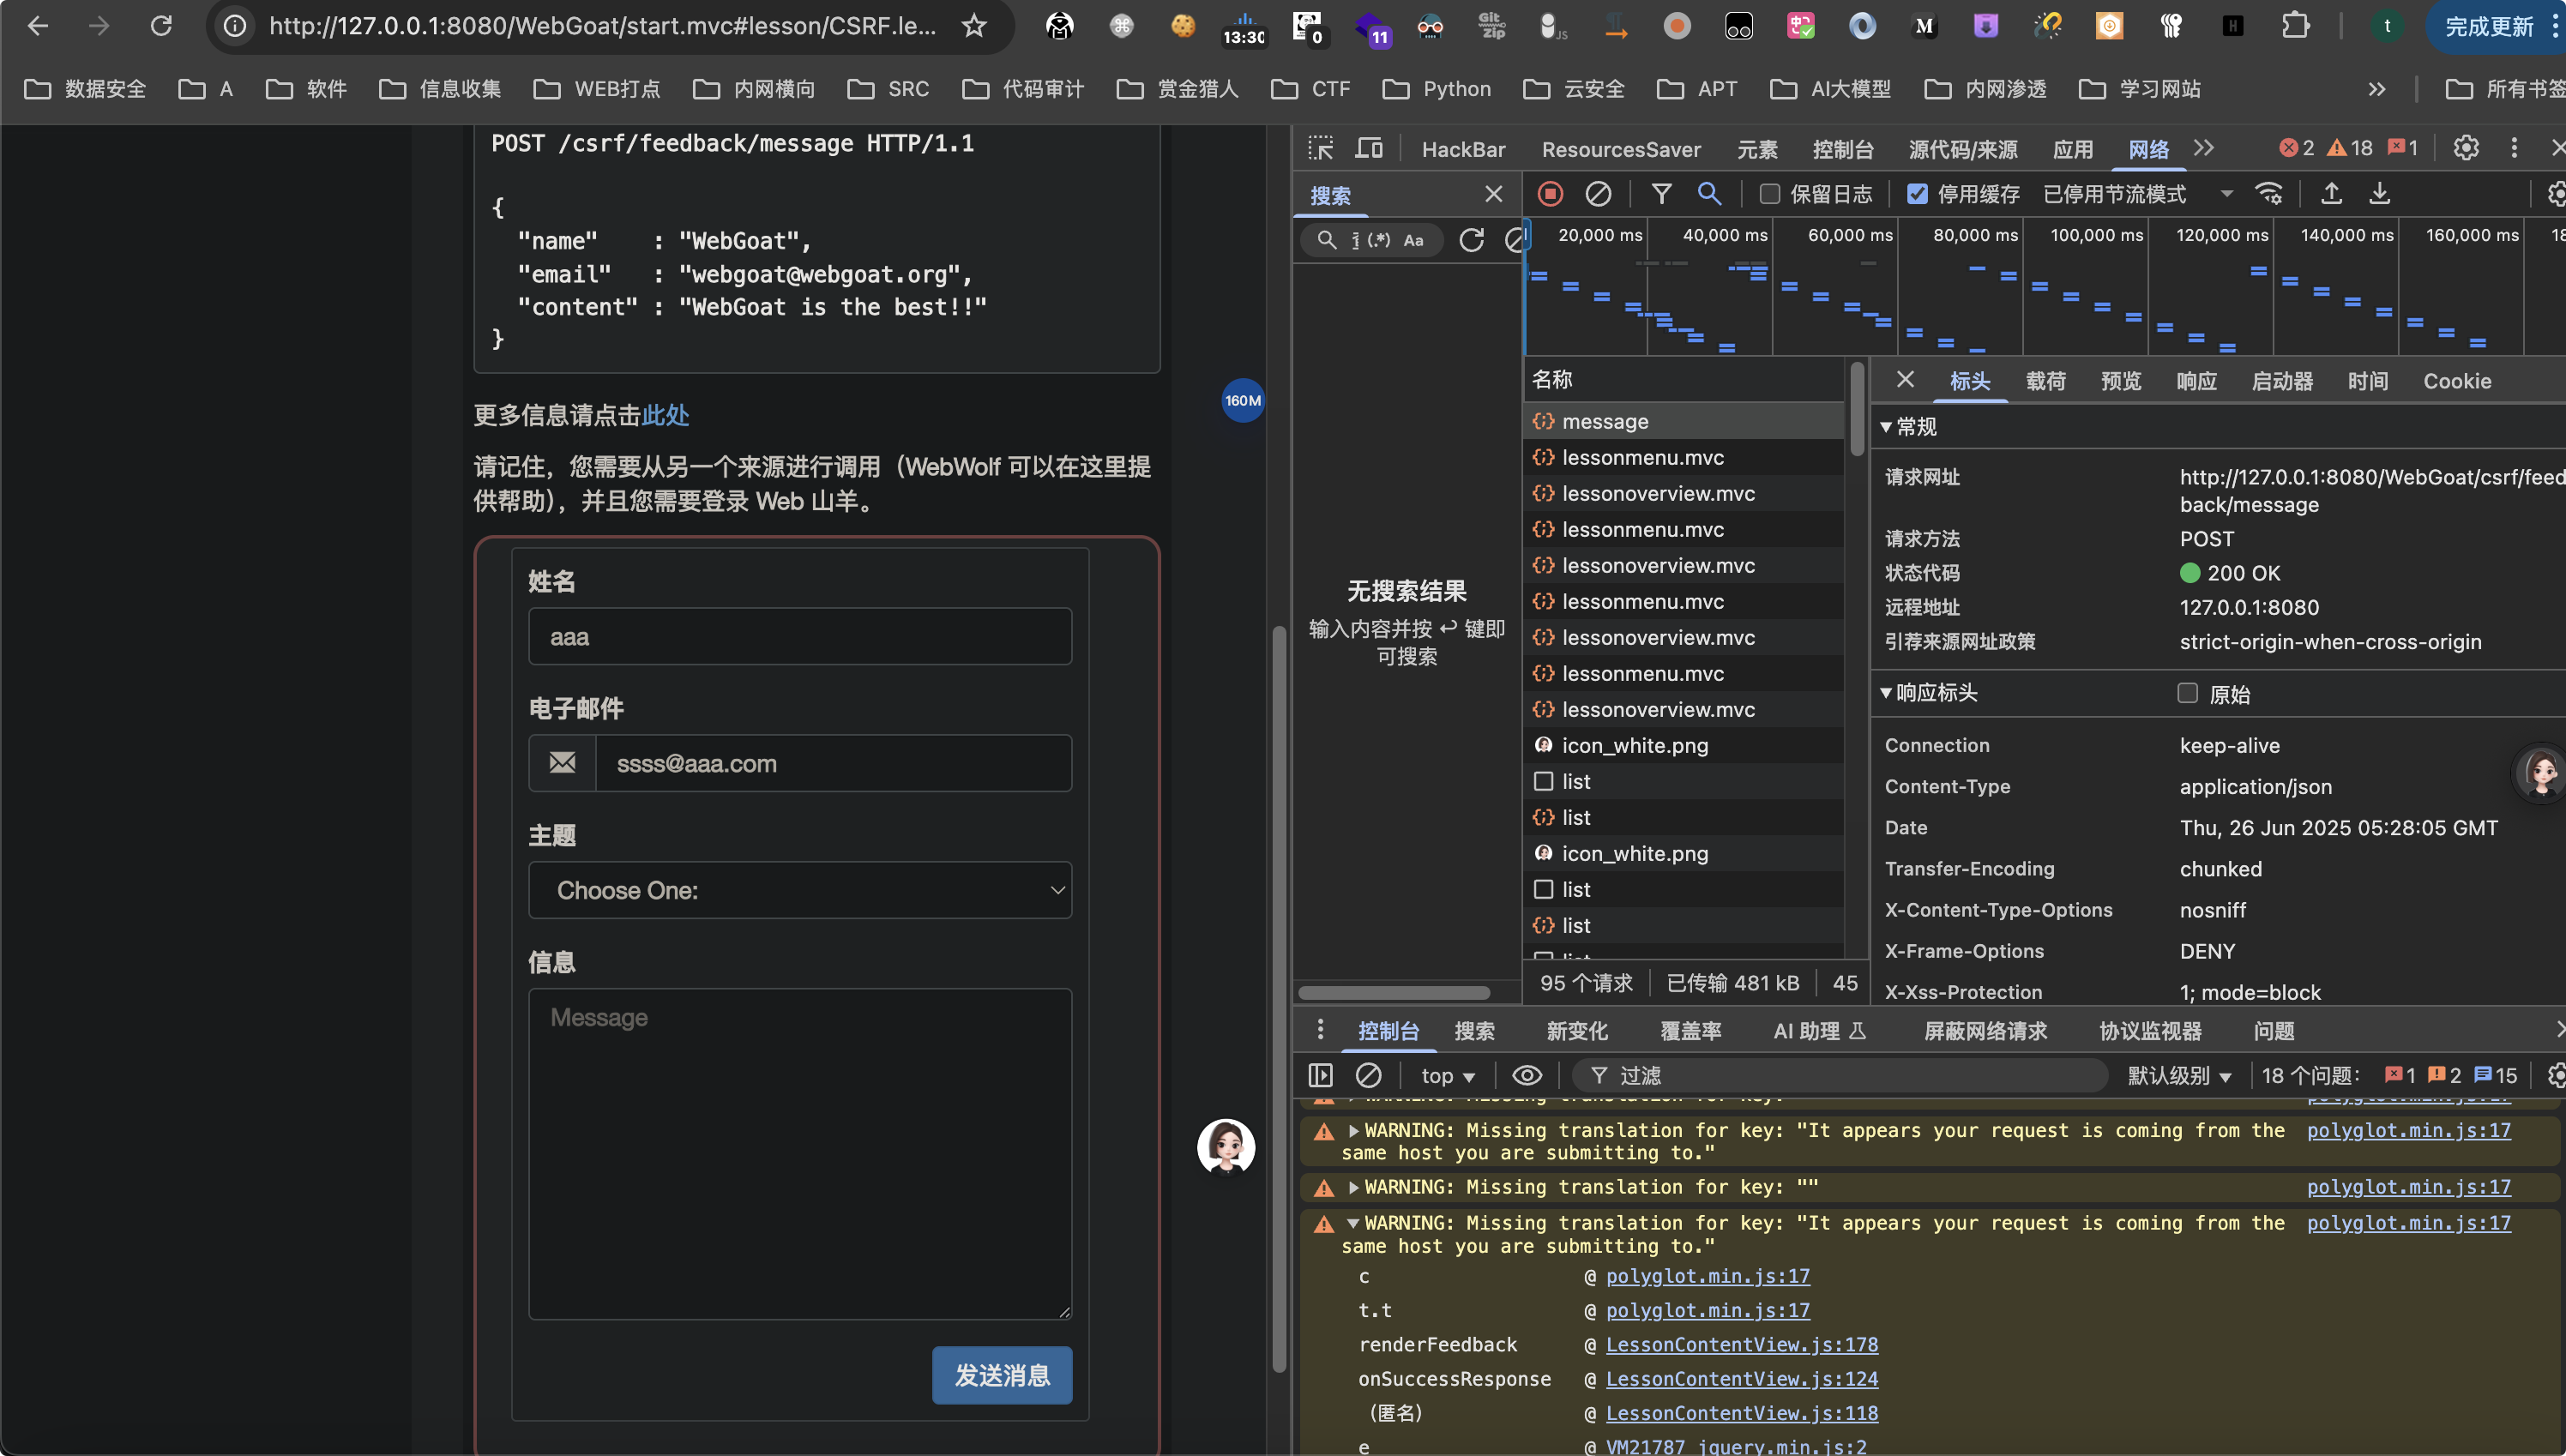 http://127.0.0.1:8080/WebGoat/start.mvc#lesson/CSRF.le...
13:30
0
11
Git zip
JS
M
H
t
完成更新
数据安全
A
软件
信息收集
WEB打点
内网横向
SRC
代码审计
赏金猎人
CTF
Python
云安全
APT
AI大模型
内网渗透
学习网站
所有书签
POST /csrf/feedback/message HTTP/1.1
{
"name" : "WebGoat",
"email" : "webgoat@webgoat.org",
"content" : "WebGoat is the best!!"
}
更多信息请点击此处
请记住，您需要从另一个来源进行调用（WebWolf 可以在这里提
供帮助），并且您需要登录 Web 山羊。
姓名
aaa
电子邮件
ssss@aaa.com
主题
Choose One:
信息
Message
发送消息
160M
HackBar
ResourcesSaver
元素
控制台
源代码/来源
应用
网络
2
18
1
搜索
保留日志
停用缓存
已停用节流模式
(.*)
Aa
20,000 ms
40,000 ms
60,000 ms
80,000 ms
100,000 ms
120,000 ms
140,000 ms
160,000 ms
无搜索结果
输入内容并按 ↩ 键即
可搜索
名称
message
lessonmenu.mvc
lessonoverview.mvc
lessonmenu.mvc
lessonoverview.mvc
lessonmenu.mvc
lessonoverview.mvc
lessonmenu.mvc
lessonoverview.mvc
icon_white.png
list
list
icon_white.png
list
list
list
95 个请求
已传输 481 kB
45
标头
载荷
预览
响应
启动器
时间
Cookie
常规
请求网址
http://127.0.0.1:8080/WebGoat/csrf/feed
back/message
请求方法
POST
状态代码
200 OK
远程地址
127.0.0.1:8080
引荐来源网址政策
strict-origin-when-cross-origin
响应标头
原始
Connection
keep-alive
Content-Type
application/json
Date
Thu, 26 Jun 2025 05:28:05 GMT
Transfer-Encoding
chunked
X-Content-Type-Options
nosniff
X-Frame-Options
DENY
X-Xss-Protection
1; mode=block
控制台
搜索
新变化
覆盖率
AI 助理
屏蔽网络请求
协议监视器
问题
top
过滤
默认级别
18 个问题：
1
2
15
WARNING: Missing translation for key: "It appears your request is coming from the
same host you are submitting to."
polyglot.min.js:17
WARNING: Missing translation for key: ""
polyglot.min.js:17
WARNING: Missing translation for key: "It appears your request is coming from the
same host you are submitting to."
polyglot.min.js:17
c @ polyglot.min.js:17
t.t @ polyglot.min.js:17
renderFeedback @ LessonContentView.js:178
onSuccessResponse @ LessonContentView.js:124
（匿名） @ LessonContentView.js:118
e @ VM21787 jquery.min.js:2